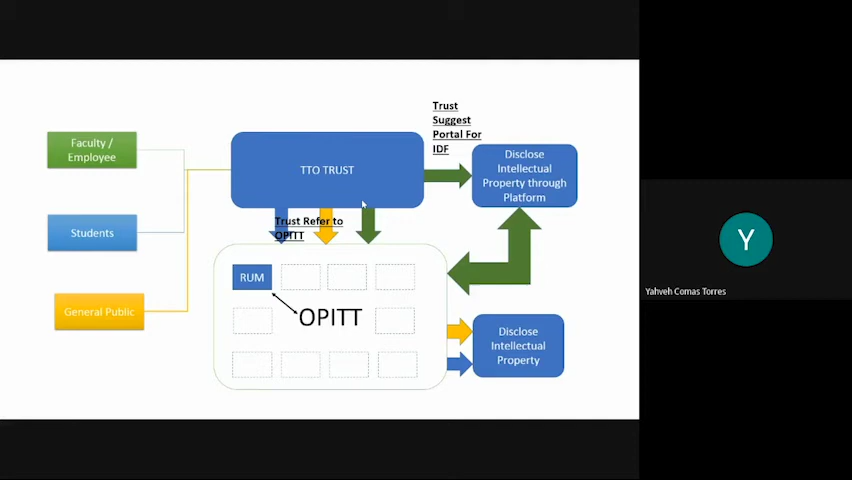 Trust
Suggest
Portal For
IDF
Faculty /
Employee
TTO TRUST
Disclose
Intellectual
Property through
Platform
Students
Trust Refer to
OPITT
RUM
General Public
OPITT
Disclose
Intellectual
Property
Y
Yahveh Comas Torres